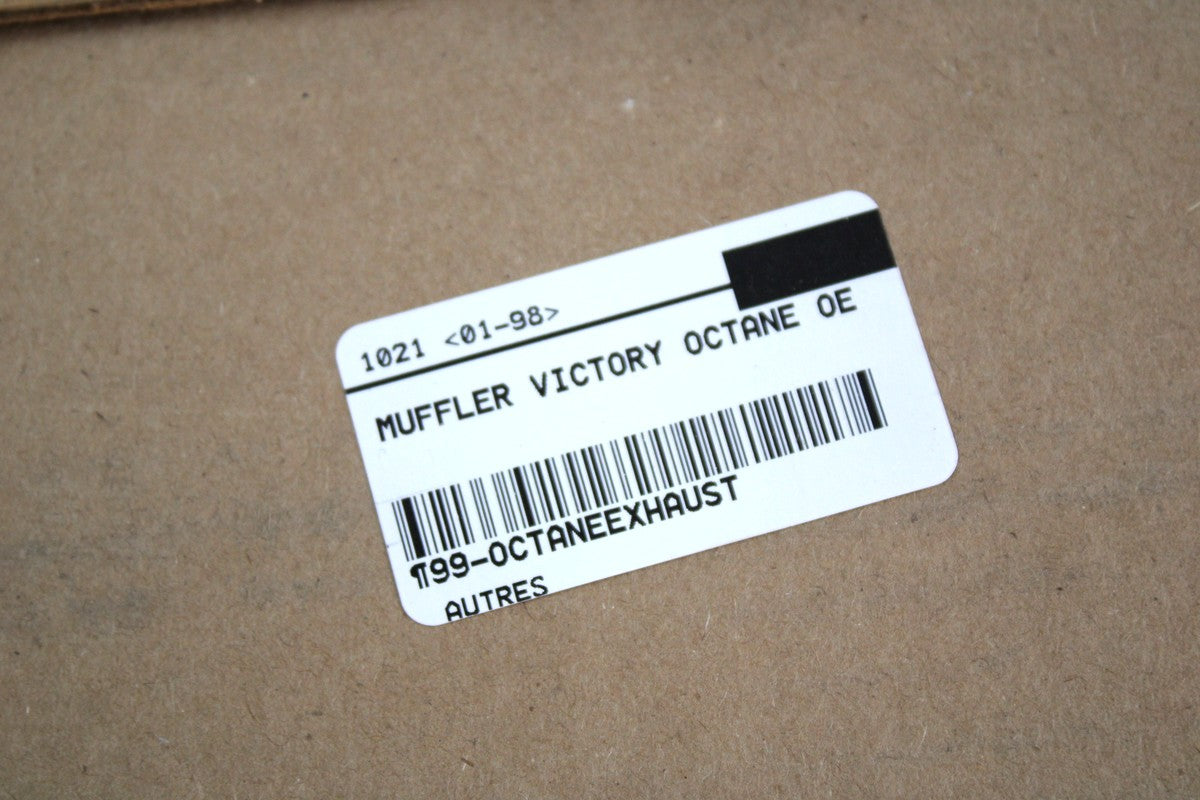 1021 <01-98>
MUFFLER VICTORY OCTANE OE
¶99-OCTANEEXHAUST
AUTRES